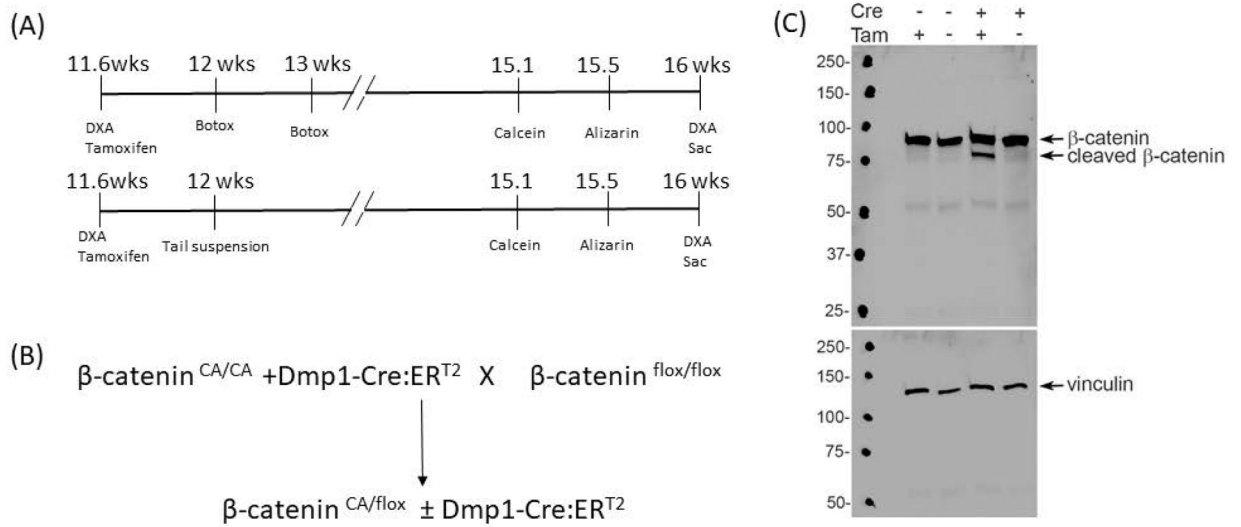 (A)
11.6wks 12 wks 13 wks 15.1 15.5 16 wks
DXA Tamoxifen Botox Botox Calcein Alizarin DXA Sac
11.6wks 12 wks 15.1 15.5 16 wks
DXA Tamoxifen Tail suspension Calcein Alizarin DXA Sac
(B)
β-catenin CA/CA +Dmp1-Cre:ERT2 X β-catenin flox/flox
β-catenin CA/flox ± Dmp1-Cre:ERT2
(C)
Cre - - + +
Tam + - + -
250-
150-
100-
β-catenin
75-
cleaved β-catenin
50-
37-
25-
250-
150-
vinculin
100-
75-
50-